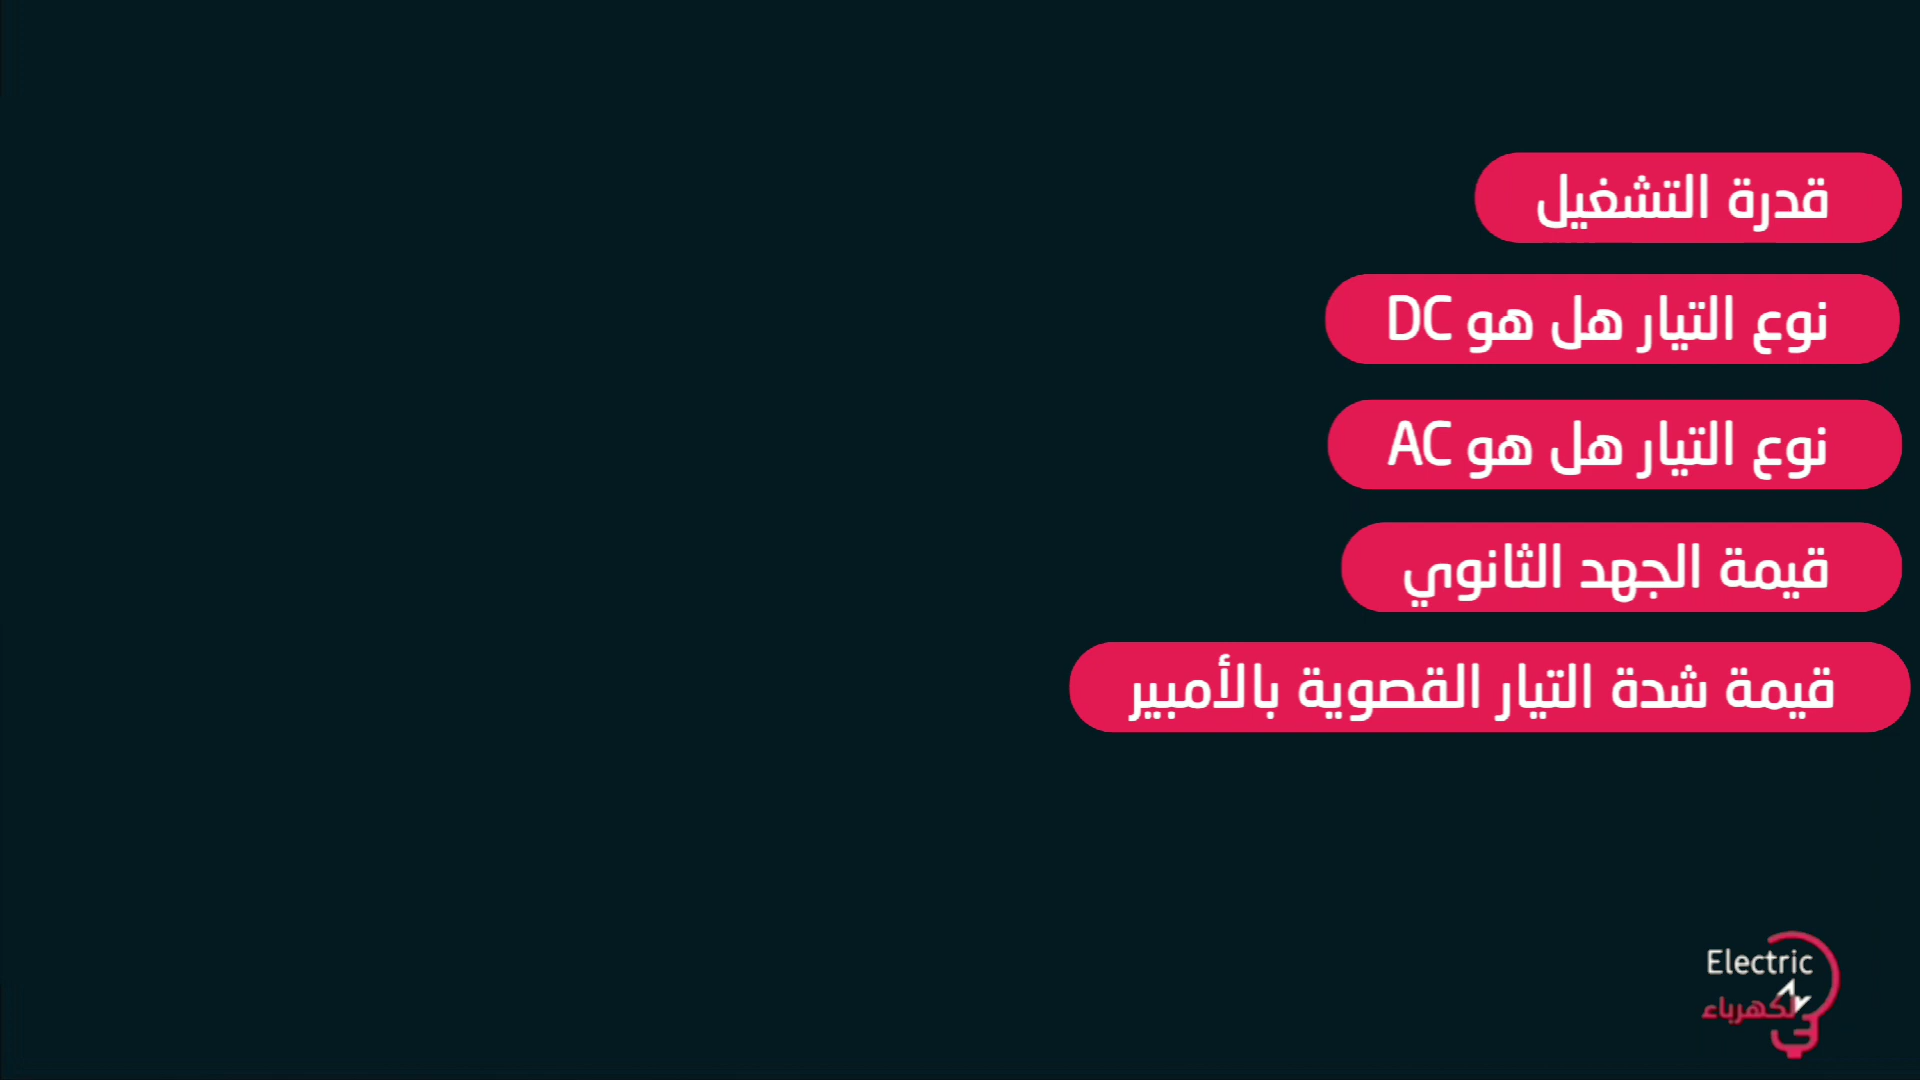 قدرة التشغيل
نوع التيار هل هو DC
نوع التيار هل هو AC
قيمة الجهد الثانوي
قيمة شدة التيار القصوية بالأمبير
Electric
لكهرباء